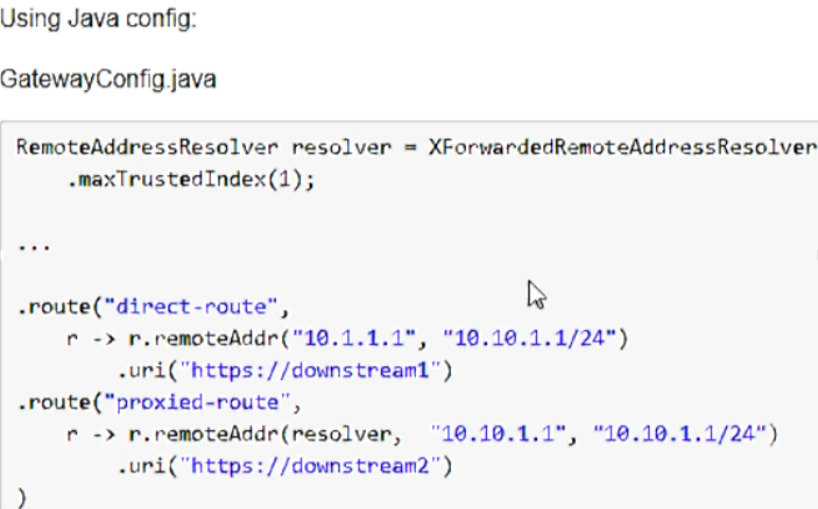 Using Java config:
GatewayConfig.java
RemoteAddressResolver resolver = XForwardedRemoteAddressResolver
.maxTrustedIndex(1);
...
.route("direct-route",
r -> r.remoteAddr("10.1.1.1", "10.10.1.1/24")
.uri("https://downstream1")
.route("proxied-route",
r -> r.remoteAddr(resolver, "10.10.1.1", "10.10.1.1/24")
.uri("https://downstream2")
)